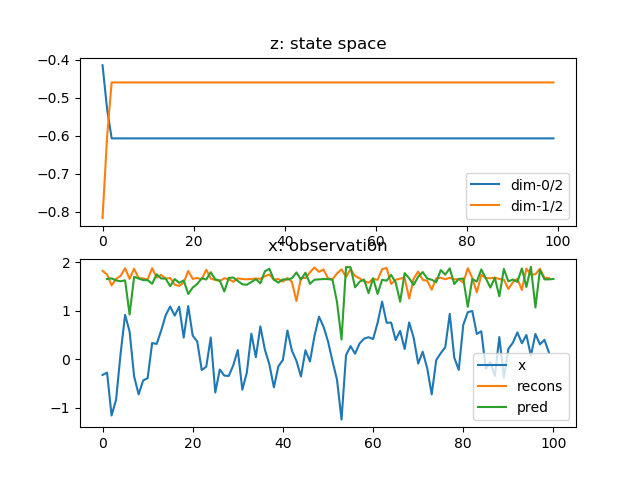 z: state space
−0.4
−0.5
−0.6
−0.7
−0.8
dim-0/2
dim-1/2
0 20 40 60 80 100
x: observation
2
1
0
−1
x
recons
pred
0 20 40 60 80 100